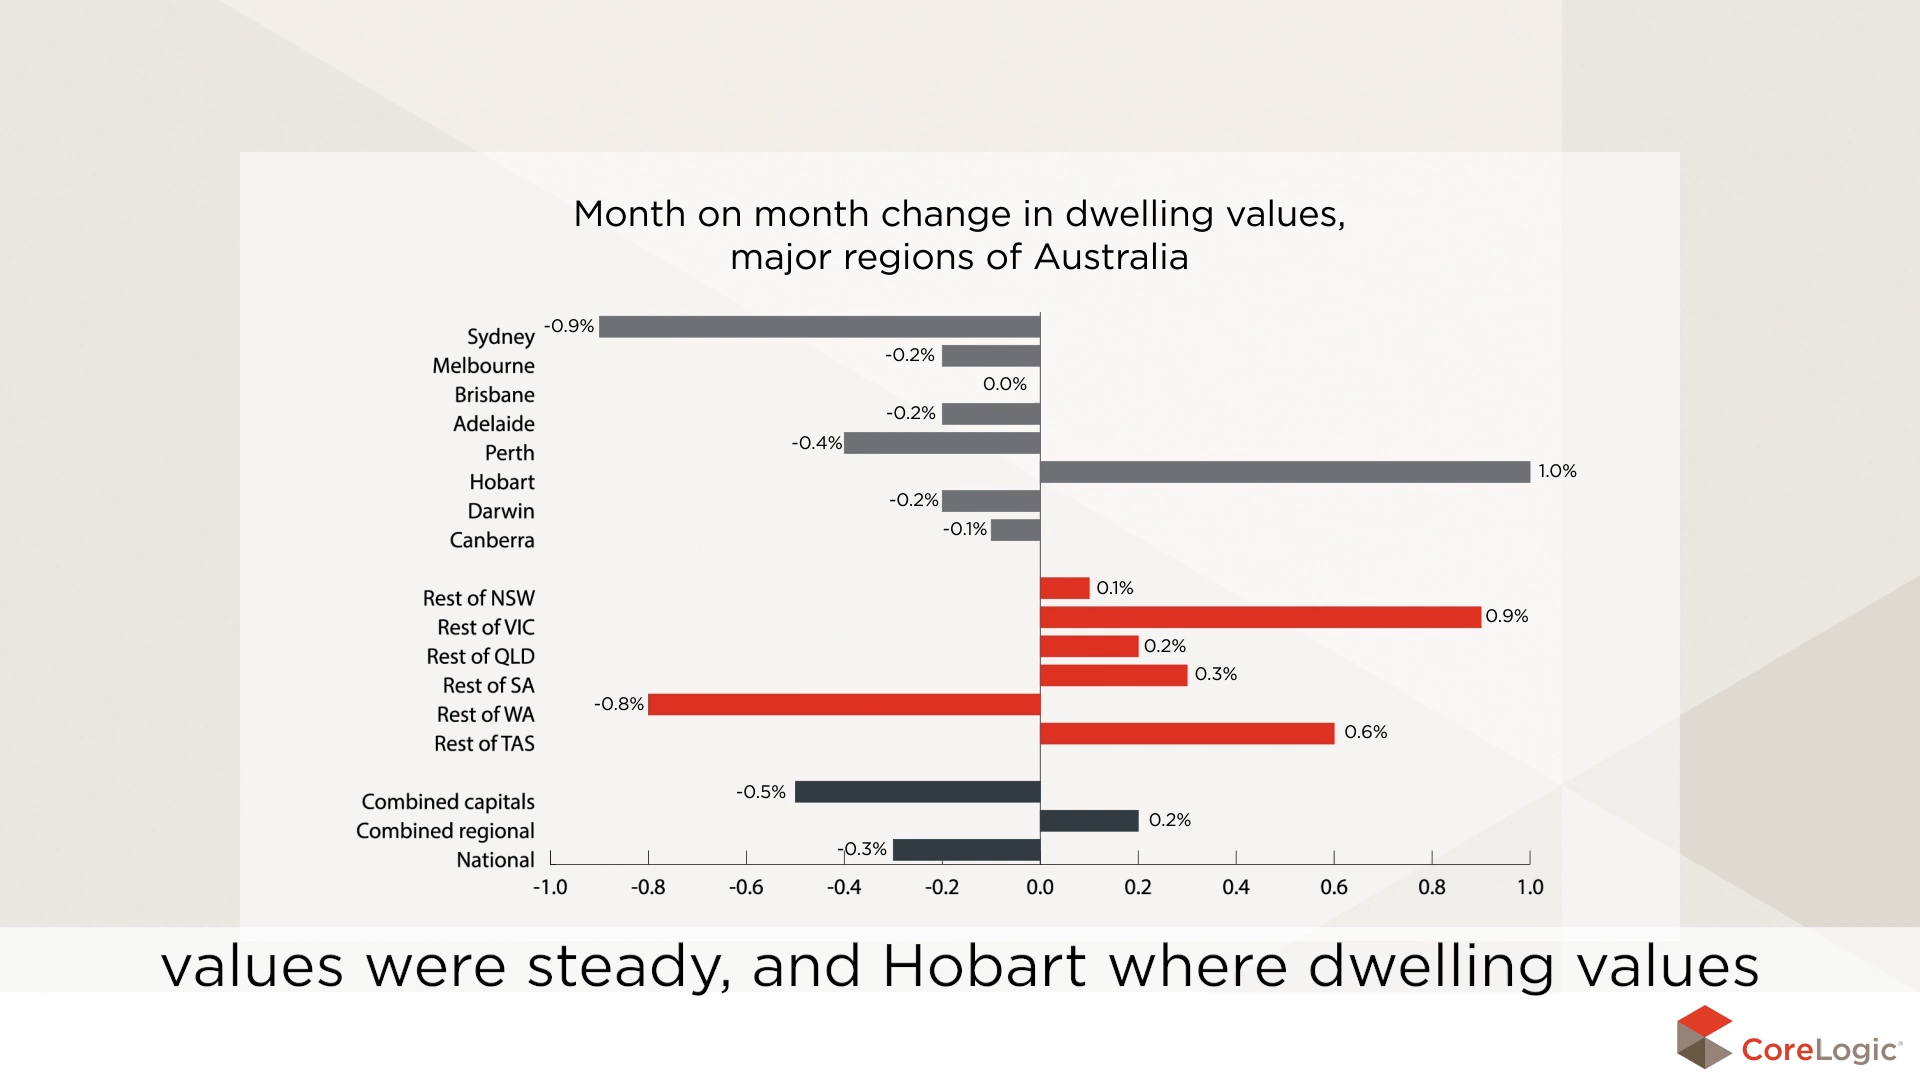 Month on month change in dwelling values,
major regions of Australia
Sydney -0.9%
Melbourne -0.2%
Brisbane 0.0%
Adelaide -0.2%
Perth -0.4%
Hobart 1.0%
Darwin -0.2%
Canberra -0.1%
Rest of NSW 0.1%
Rest of VIC 0.9%
Rest of QLD 0.2%
Rest of SA 0.3%
Rest of WA -0.8%
Rest of TAS 0.6%
Combined capitals -0.5%
Combined regional 0.2%
National -0.3%
-1.0 -0.8 -0.6 -0.4 -0.2 0.0 0.2 0.4 0.6 0.8 1.0
values were steady, and Hobart where dwelling values
CoreLogic